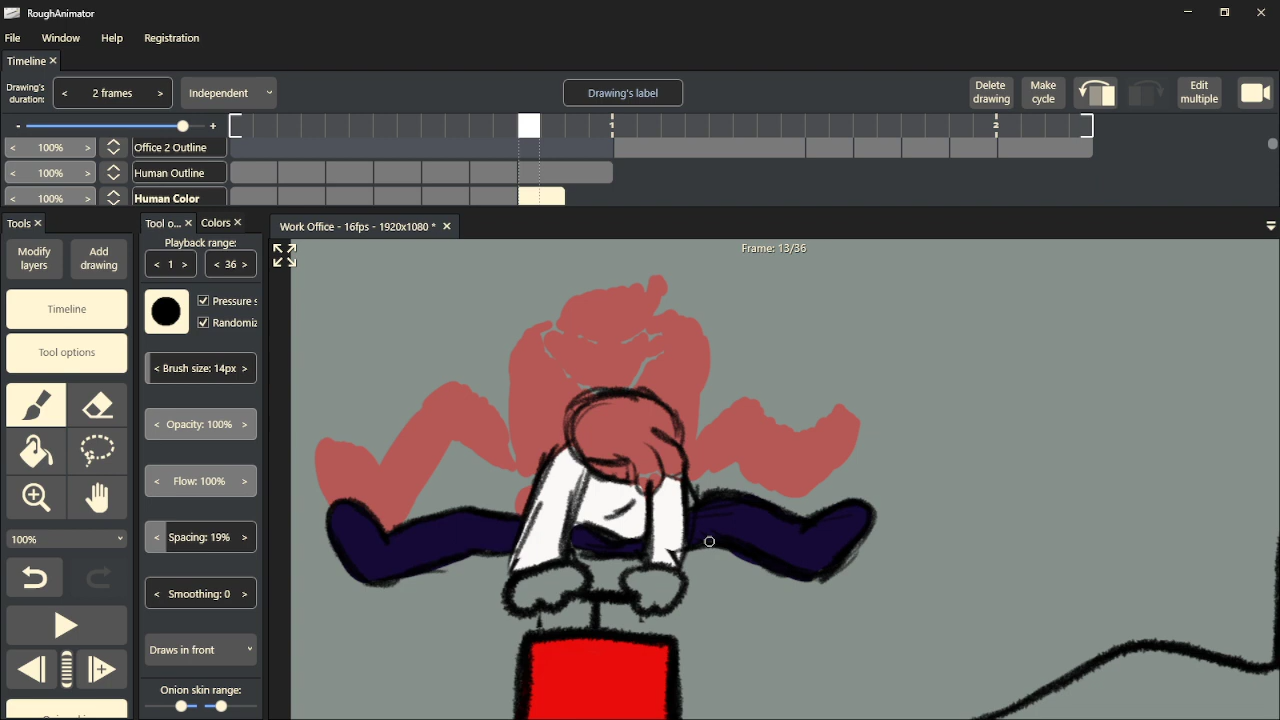 RoughAnimator
File Window Help Registration
Timeline
Drawing's duration: < 2 frames > Independent Drawing's label Delete drawing Make cycle Edit multiple
- + 1 2
< 100% > Office 2 Outline
< 100% > Human Outline
< 100% > Human Color
Tools Tool o... Colors Work Office - 16fps - 1920x1080 *
Modify layers
Add drawing
Timeline
Tool options
100%
Playback range:
< 1 > < 36 >
Pressure s
Randomiz
< Brush size: 14px >
< Opacity: 100% >
< Flow: 100% >
< Spacing: 19% >
< Smoothing: 0 >
Draws in front
Onion skin range:
Frame: 13/36